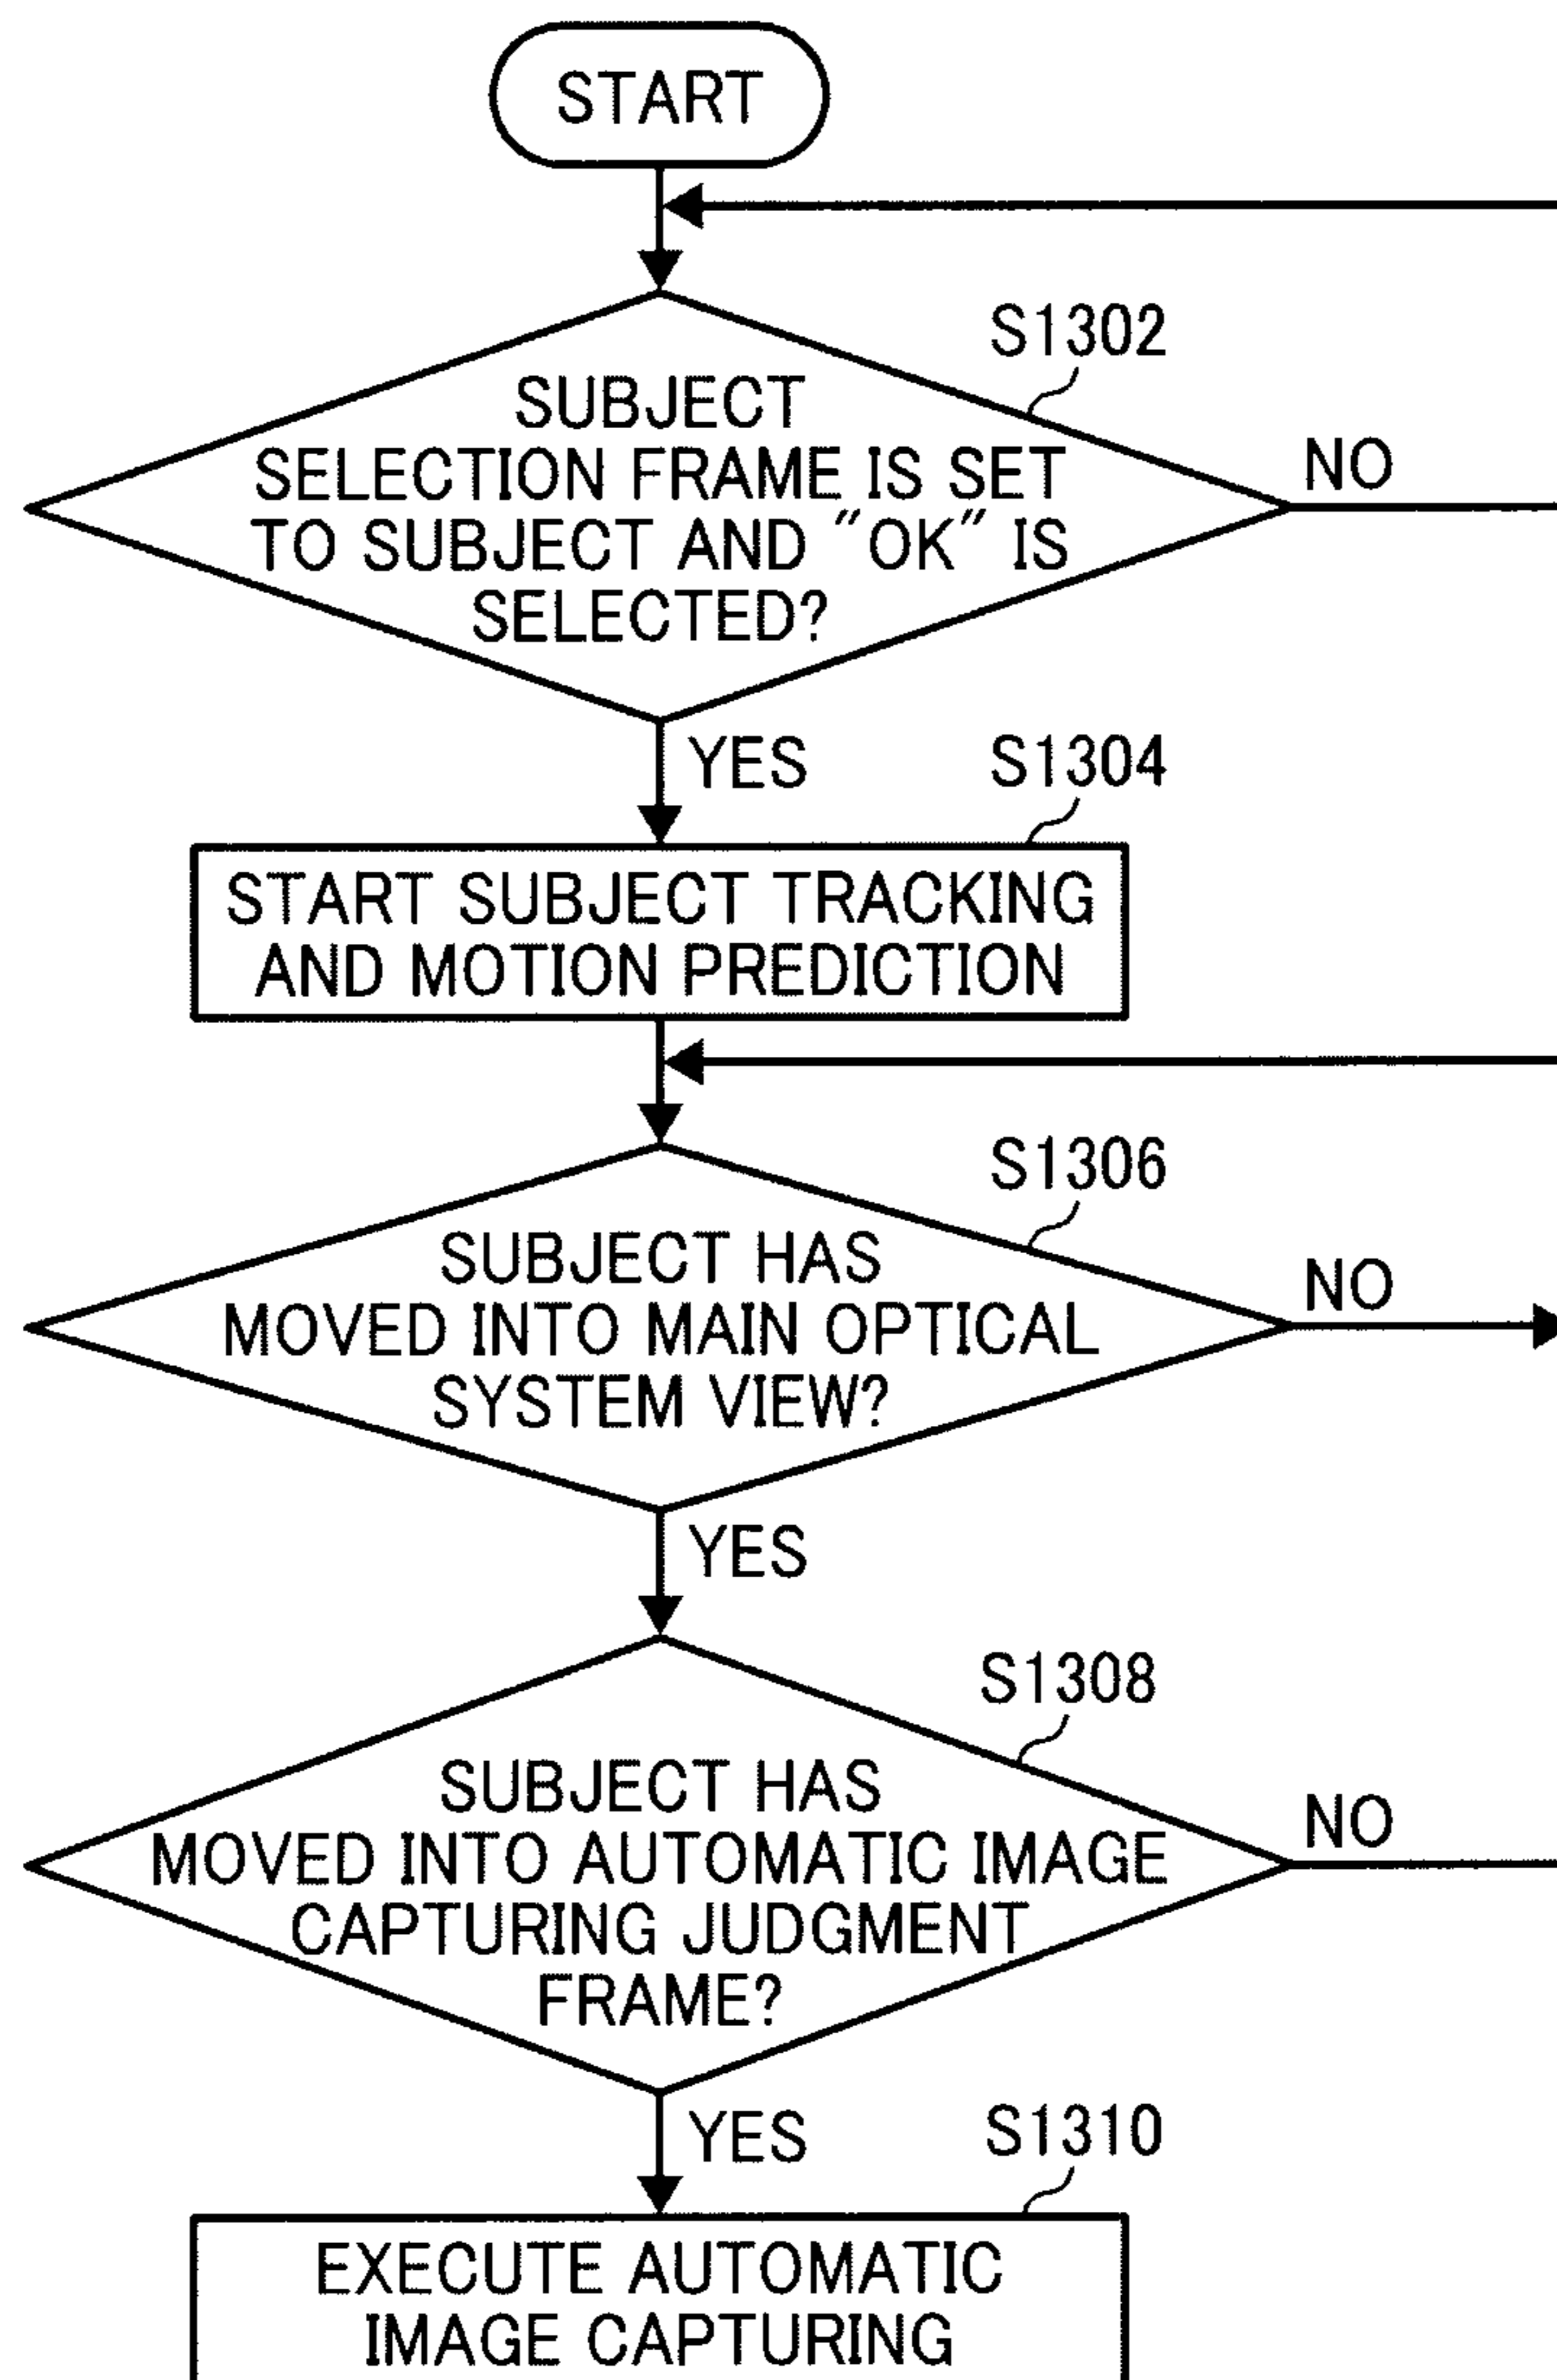 START
S1302
SUBJECT
SELECTION FRAME IS SET
TO SUBJECT AND "OK" IS
SELECTED?
NO
YES
S1304
START SUBJECT TRACKING
AND MOTION PREDICTION
S1306
SUBJECT HAS
MOVED INTO MAIN OPTICAL
SYSTEM VIEW?
NO
YES
S1308
SUBJECT HAS
MOVED INTO AUTOMATIC IMAGE
CAPTURING JUDGMENT
FRAME?
NO
YES
S1310
EXECUTE AUTOMATIC
IMAGE CAPTURING